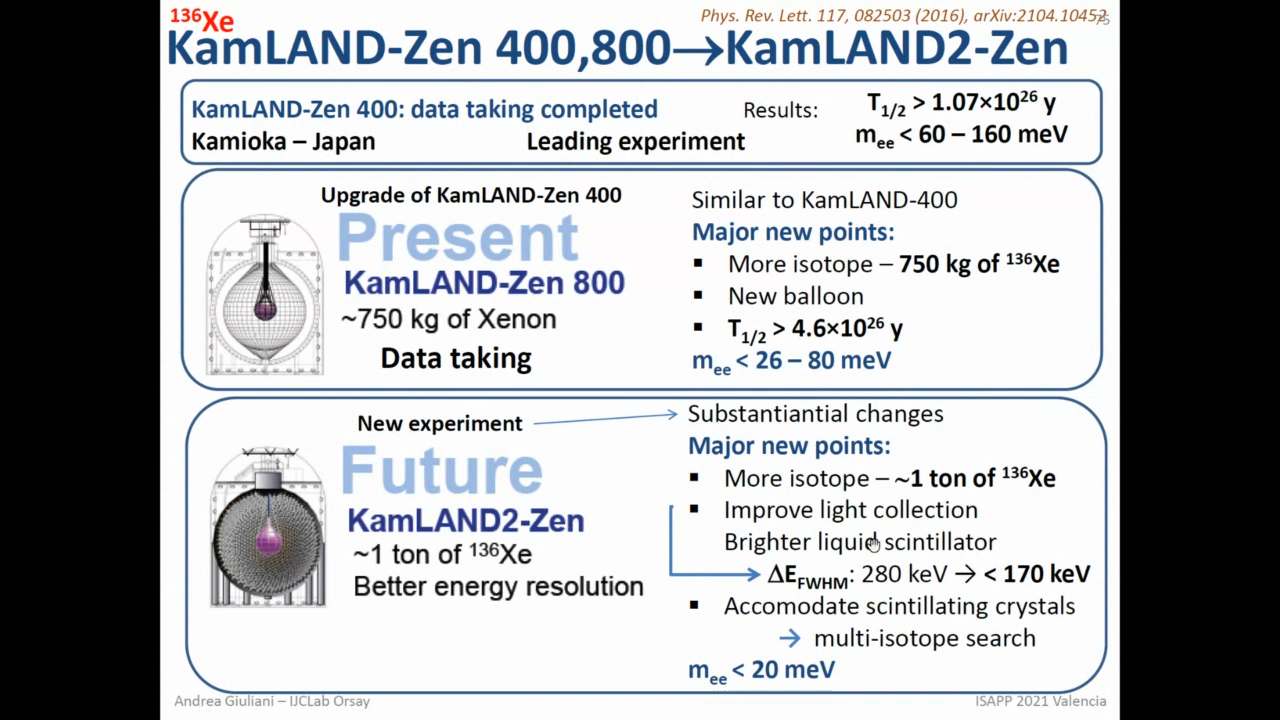 ¹³⁶Xe
Phys. Rev. Lett. 117, 082503 (2016), arXiv:2104.10452
75
KamLAND-Zen 400,800→KamLAND2-Zen
KamLAND-Zen 400: data taking completed
Kamioka – Japan
Leading experiment
Results:
T₁/₂ > 1.07×10²⁶ y
mₑₑ < 60 – 160 meV
Upgrade of KamLAND-Zen 400
Present
KamLAND-Zen 800
~750 kg of Xenon
Data taking
Similar to KamLAND-400
Major new points:
▪ More isotope – 750 kg of ¹³⁶Xe
▪ New balloon
▪ T₁/₂ > 4.6×10²⁶ y
mₑₑ < 26 – 80 meV
New experiment
Future
KamLAND2-Zen
~1 ton of ¹³⁶Xe
Better energy resolution
Substantiantial changes
Major new points:
▪ More isotope – ~1 ton of ¹³⁶Xe
▪ Improve light collection
Brighter liquid scintillator
ΔE_FWHM: 280 keV → < 170 keV
▪ Accomodate scintillating crystals
→ multi-isotope search
mₑₑ < 20 meV
Andrea Giuliani – IJCLab Orsay
ISAPP 2021 Valencia